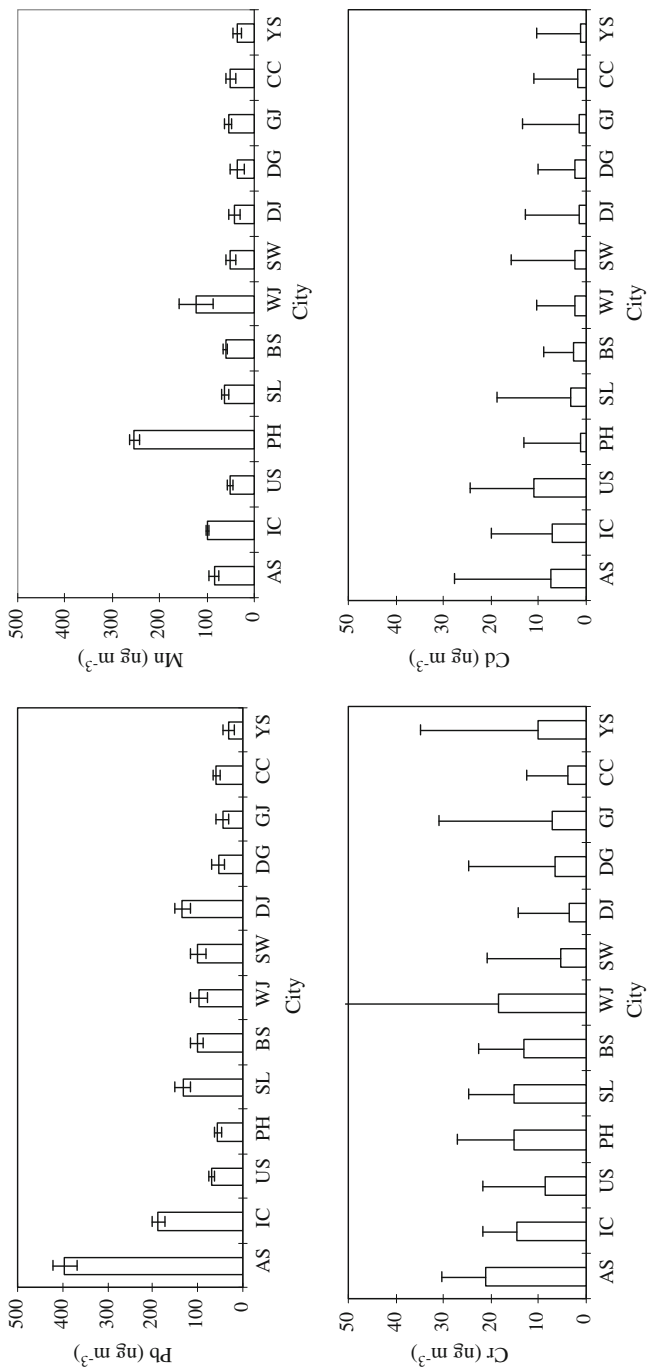 500
400
300
200
100
0
Pb (ng m-3)
AS IC US PH SL BS WJ SW DJ DG GJ CC YS
City
500
400
300
200
100
0
Mn (ng m-3)
AS IC US PH SL BS WJ SW DJ DG GJ CC YS
City
50
40
30
20
10
0
Cr (ng m-3)
AS IC US PH SL BS WJ SW DJ DG GJ CC YS
City
50
40
30
20
10
0
Cd (ng m-3)
AS IC US PH SL BS WJ SW DJ DG GJ CC YS
City